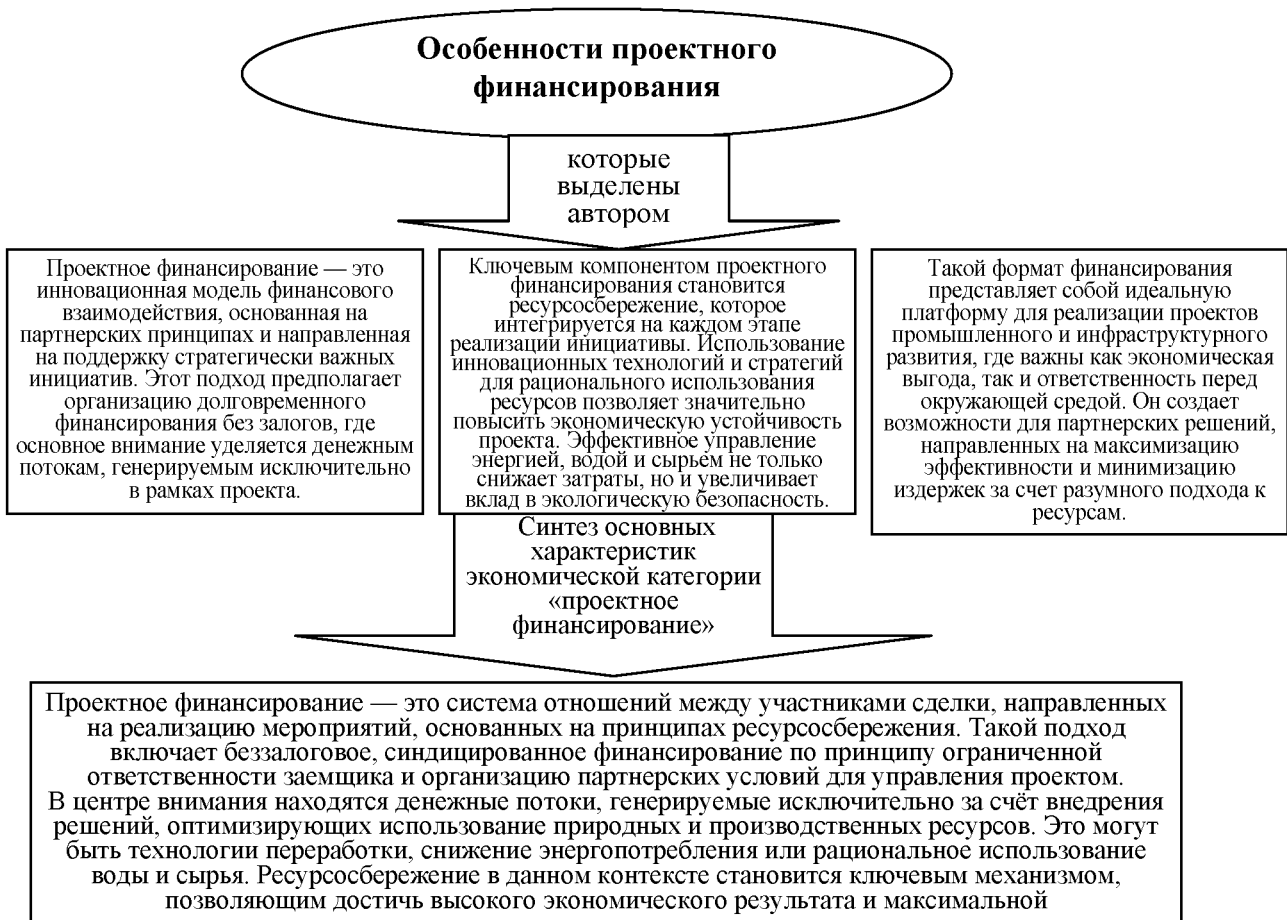 Особенности проектного
финансирования
которые
выделены
автором
Проектное финансирование — это
инновационная модель финансового
взаимодействия, основанная на
партнерских принципах и направленная
на поддержку стратегически важных
инициатив. Этот подход предполагает
организацию долговременного
финансирования без залогов, где
основное внимание уделяется денежным
потокам, генерируемым исключительно
в рамках проекта.
Ключевым компонентом проектного
финансирования становится
ресурсосбережение, которое
интегрируется на каждом этапе
реализации инициативы. Использование
инновационных технологий и стратегий
для рационального использования
ресурсов позволяет значительно
повысить экономическую устойчивость
проекта. Эффективное управление
энергией, водой и сырьем не только
снижает затраты, но и увеличивает
вклад в экологическую безопасность.
Такой формат финансирования
представляет собой идеальную
платформу для реализации проектов
промышленного и инфраструктурного
развития, где важны как экономическая
выгода, так и ответственность перед
окружающей средой. Он создает
возможности для партнерских решений,
направленных на максимизацию
эффективности и минимизацию
издержек за счет разумного подхода к
ресурсам.
Синтез основных
характеристик
экономической категории
«проектное
финансирование»
Проектное финансирование — это система отношений между участниками сделки, направленных
на реализацию мероприятий, основанных на принципах ресурсосбережения. Такой подход
включает беззалоговое, синдицированное финансирование по принципу ограниченной
ответственности заемщика и организацию партнерских условий для управления проектом.
В центре внимания находятся денежные потоки, генерируемые исключительно за счёт внедрения
решений, оптимизирующих использование природных и производственных ресурсов. Это могут
быть технологии переработки, снижение энергопотребления или рациональное использование
воды и сырья. Ресурсосбережение в данном контексте становится ключевым механизмом,
позволяющим достичь высокого экономического результата и максимальной